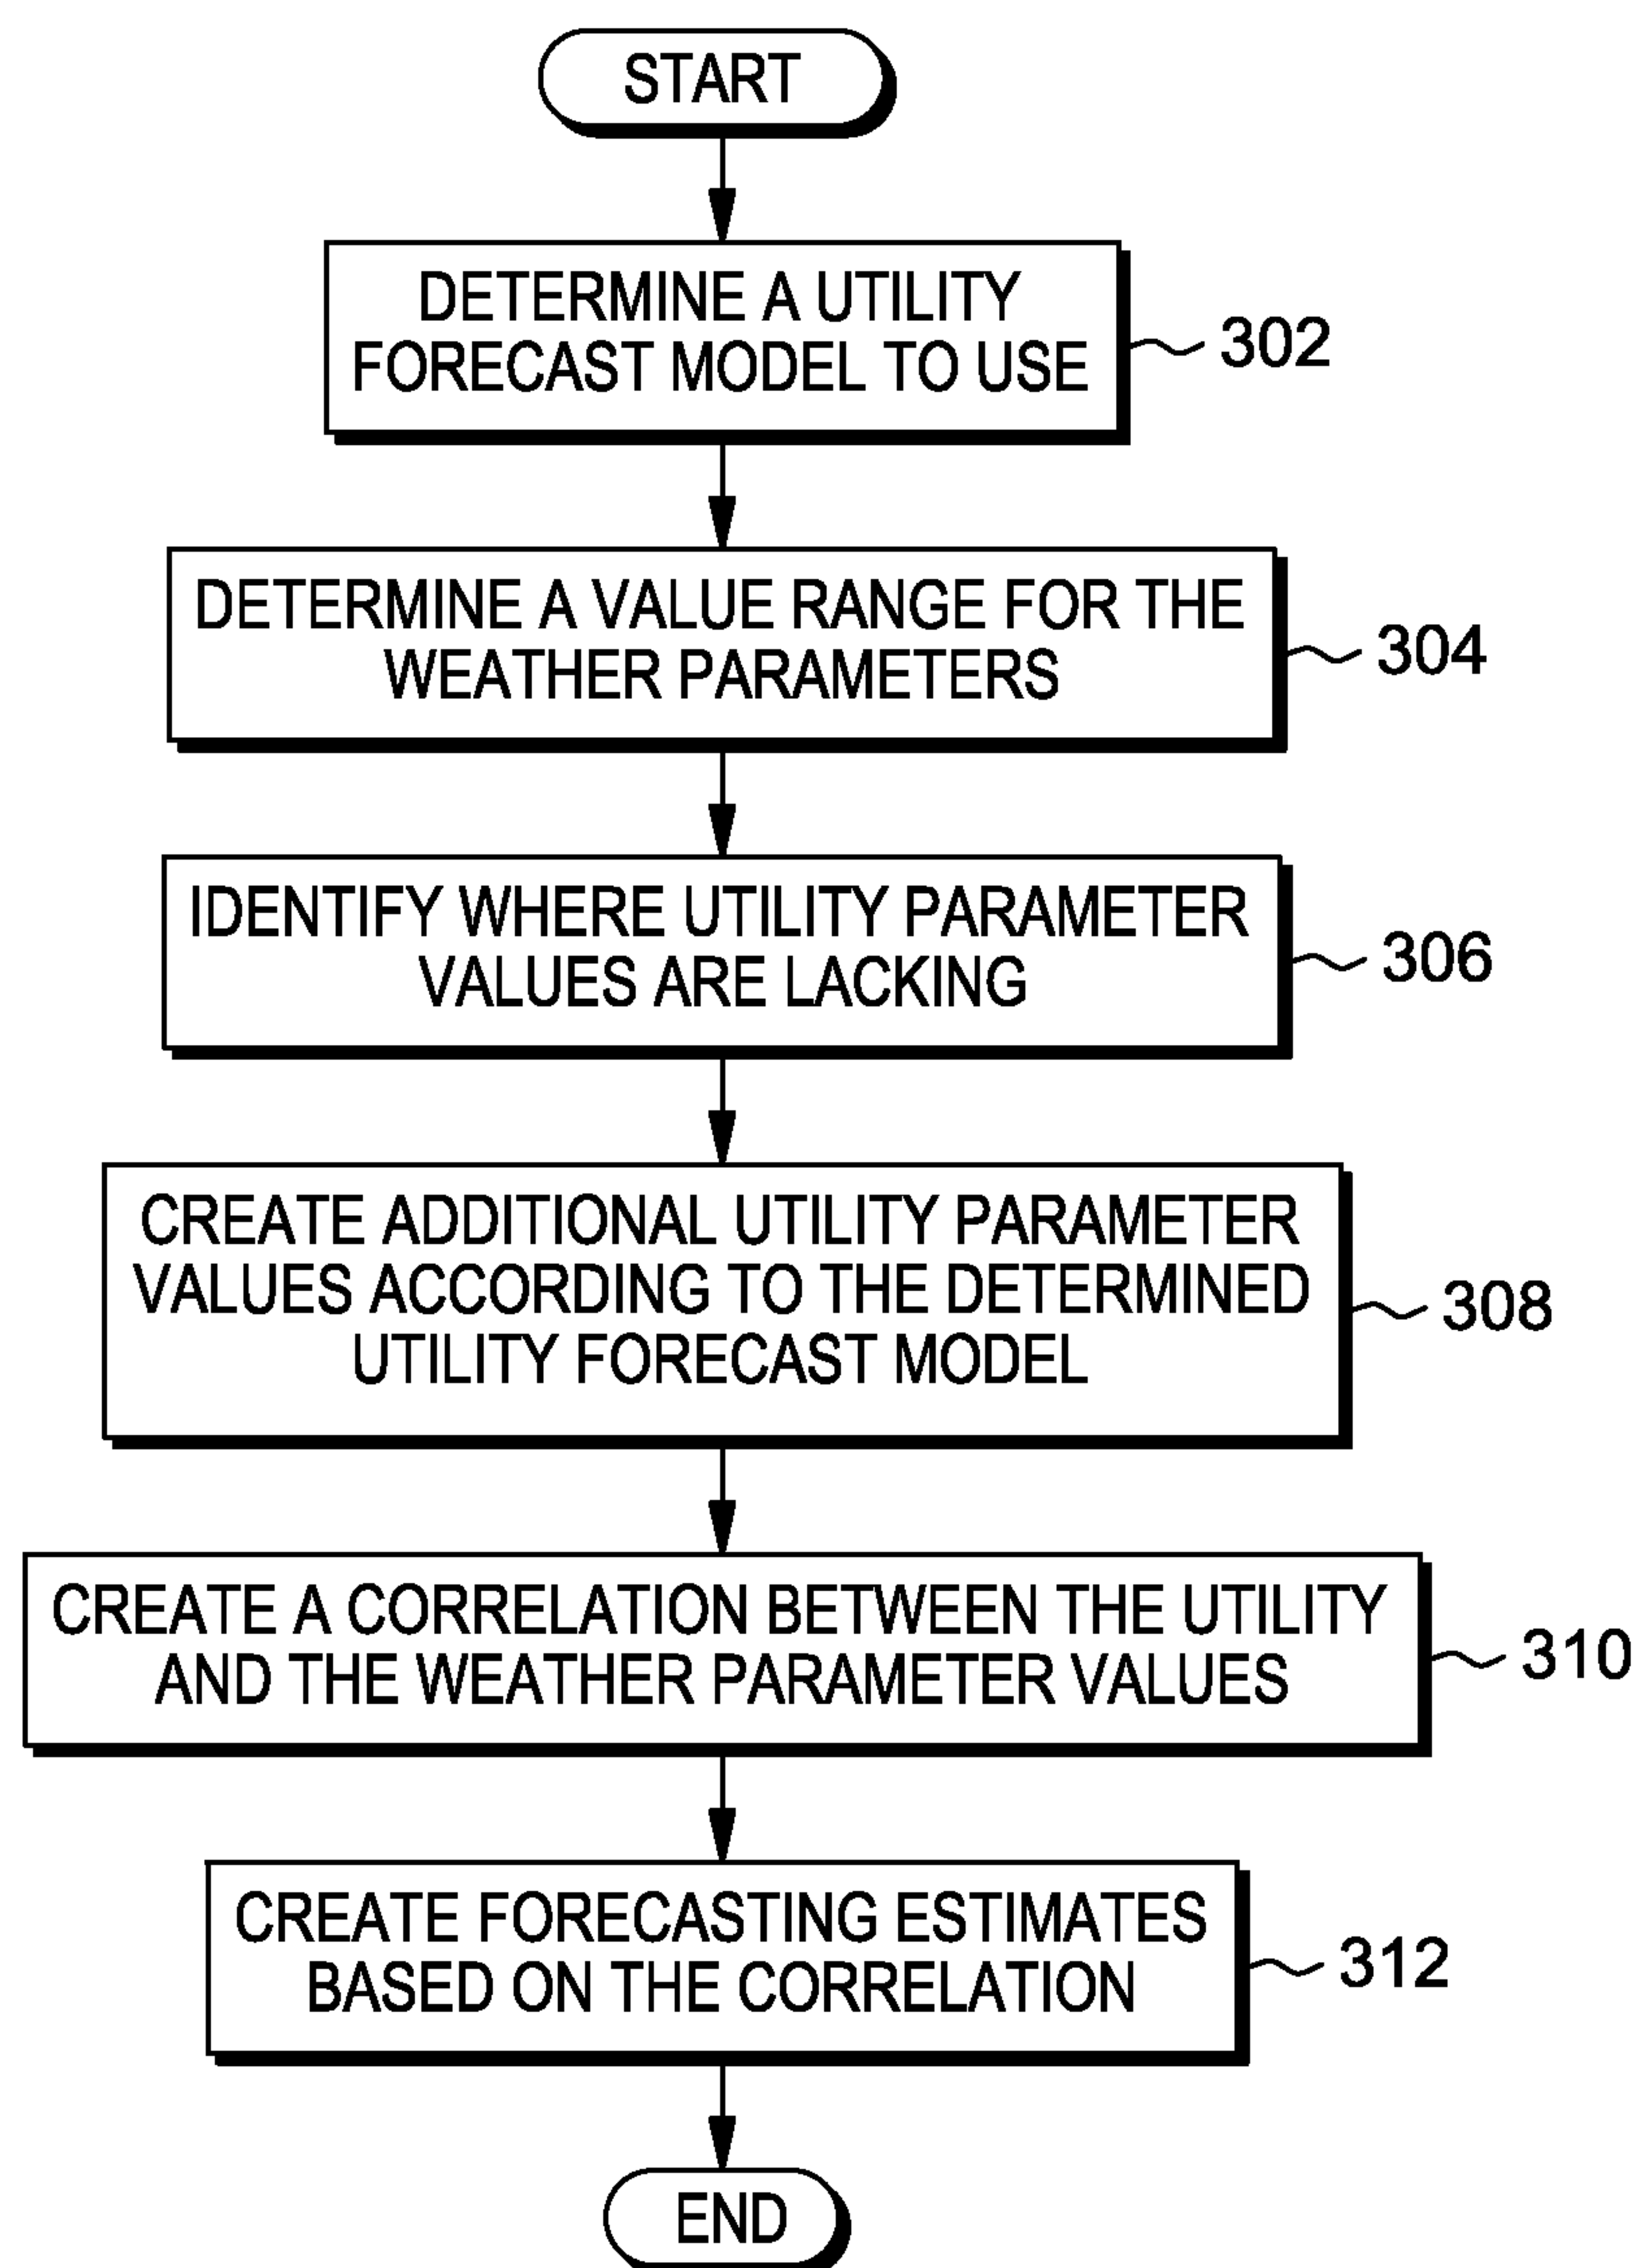 START
DETERMINE A UTILITY
FORECAST MODEL TO USE
302
DETERMINE A VALUE RANGE FOR THE
WEATHER PARAMETERS
304
IDENTIFY WHERE UTILITY PARAMETER
VALUES ARE LACKING
306
CREATE ADDITIONAL UTILITY PARAMETER
VALUES ACCORDING TO THE DETERMINED
UTILITY FORECAST MODEL
308
CREATE A CORRELATION BETWEEN THE UTILITY
AND THE WEATHER PARAMETER VALUES
310
CREATE FORECASTING ESTIMATES
BASED ON THE CORRELATION
312
END